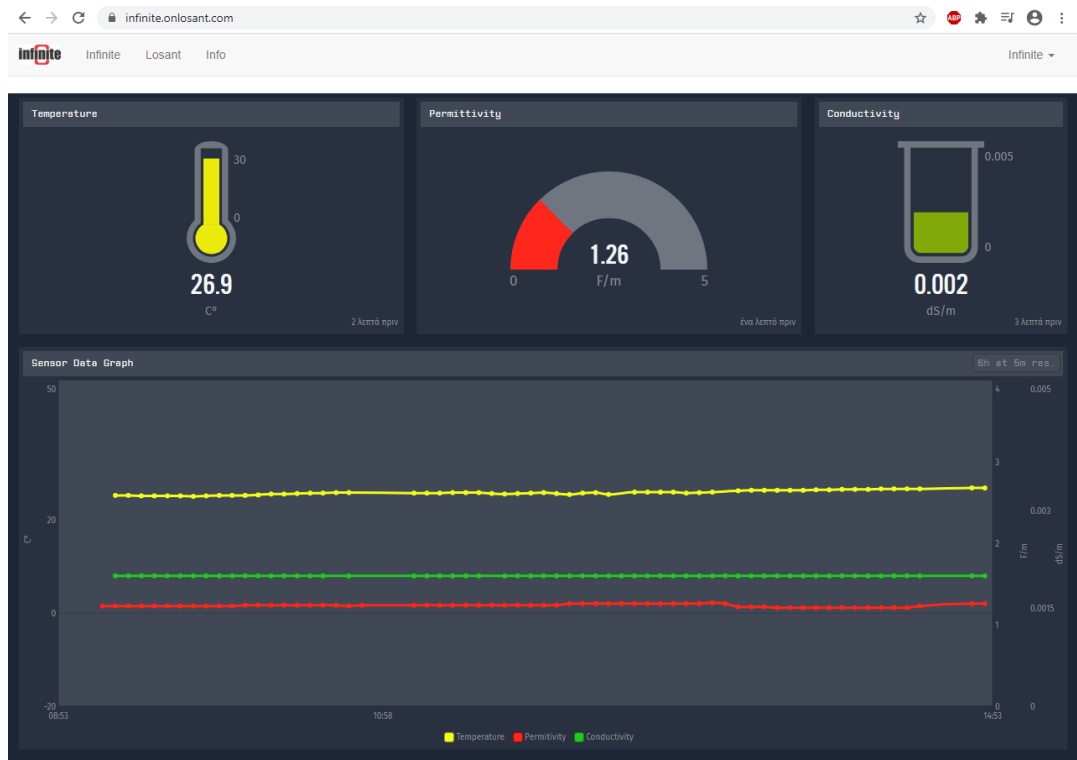 infinite.onlosant.com
ABP
infinite Infinite Losant Info Infinite
Temperature
30
0
26.9
C°
2 λεπτά πριν
Permittivity
1.26
0 F/m 5
ένα λεπτό πριν
Conductivity
0.005
0
0.002
dS/m
3 λεπτά πριν
Sensor Data Graph 6h at 5m res.
50 4 0.005
3
20 0.003
2
C° F/m dS/m
0 0.0015
1
-20 0 0
08:53 10:58 14:53
Temperature Permitivity Conductivity